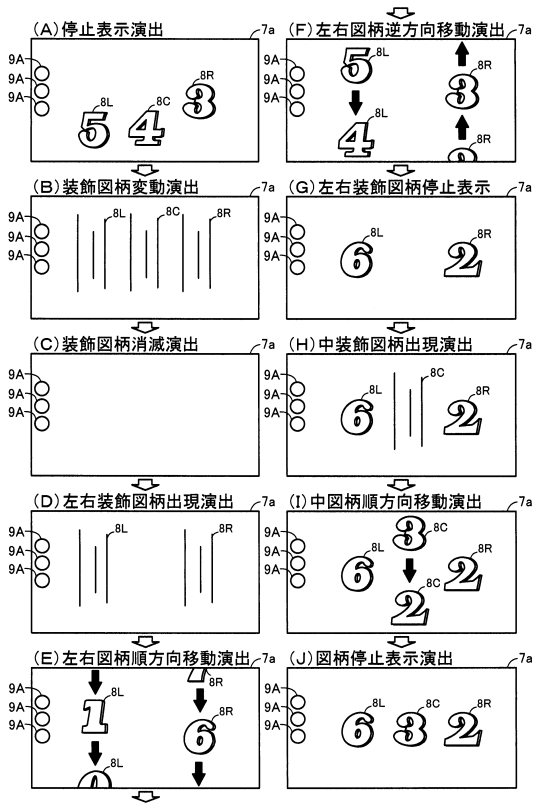 (A)停止表示演出 7a
9A
9A
9A
8L 8C 8R
5 4 3
(B)装飾図柄変動演出 7a
9A
9A
9A
8L 8C 8R
(C)装飾図柄消滅演出 7a
9A
9A
9A
(D)左右装飾図柄出現演出 7a
9A
9A
9A
8L 8R
(E)左右図柄順方向移動演出 7a
9A
9A
9A
8R
8L
1
8R
6
8L
(F)左右図柄逆方向移動演出 7a
9A
9A
9A
8L
5
8R
3
8L
4
8R
(G)左右装飾図柄停止表示 7a
9A
9A
9A
8L 8R
6 2
(H)中装飾図柄出現演出 7a
9A
9A
9A
8L 8C 8R
6 2
(I)中図柄順方向移動演出 7a
9A
9A
9A
3 8C
8L 8R
6 2
8C
2
(J)図柄停止表示演出 7a
9A
9A
9A
8L 8C 8R
6 3 2